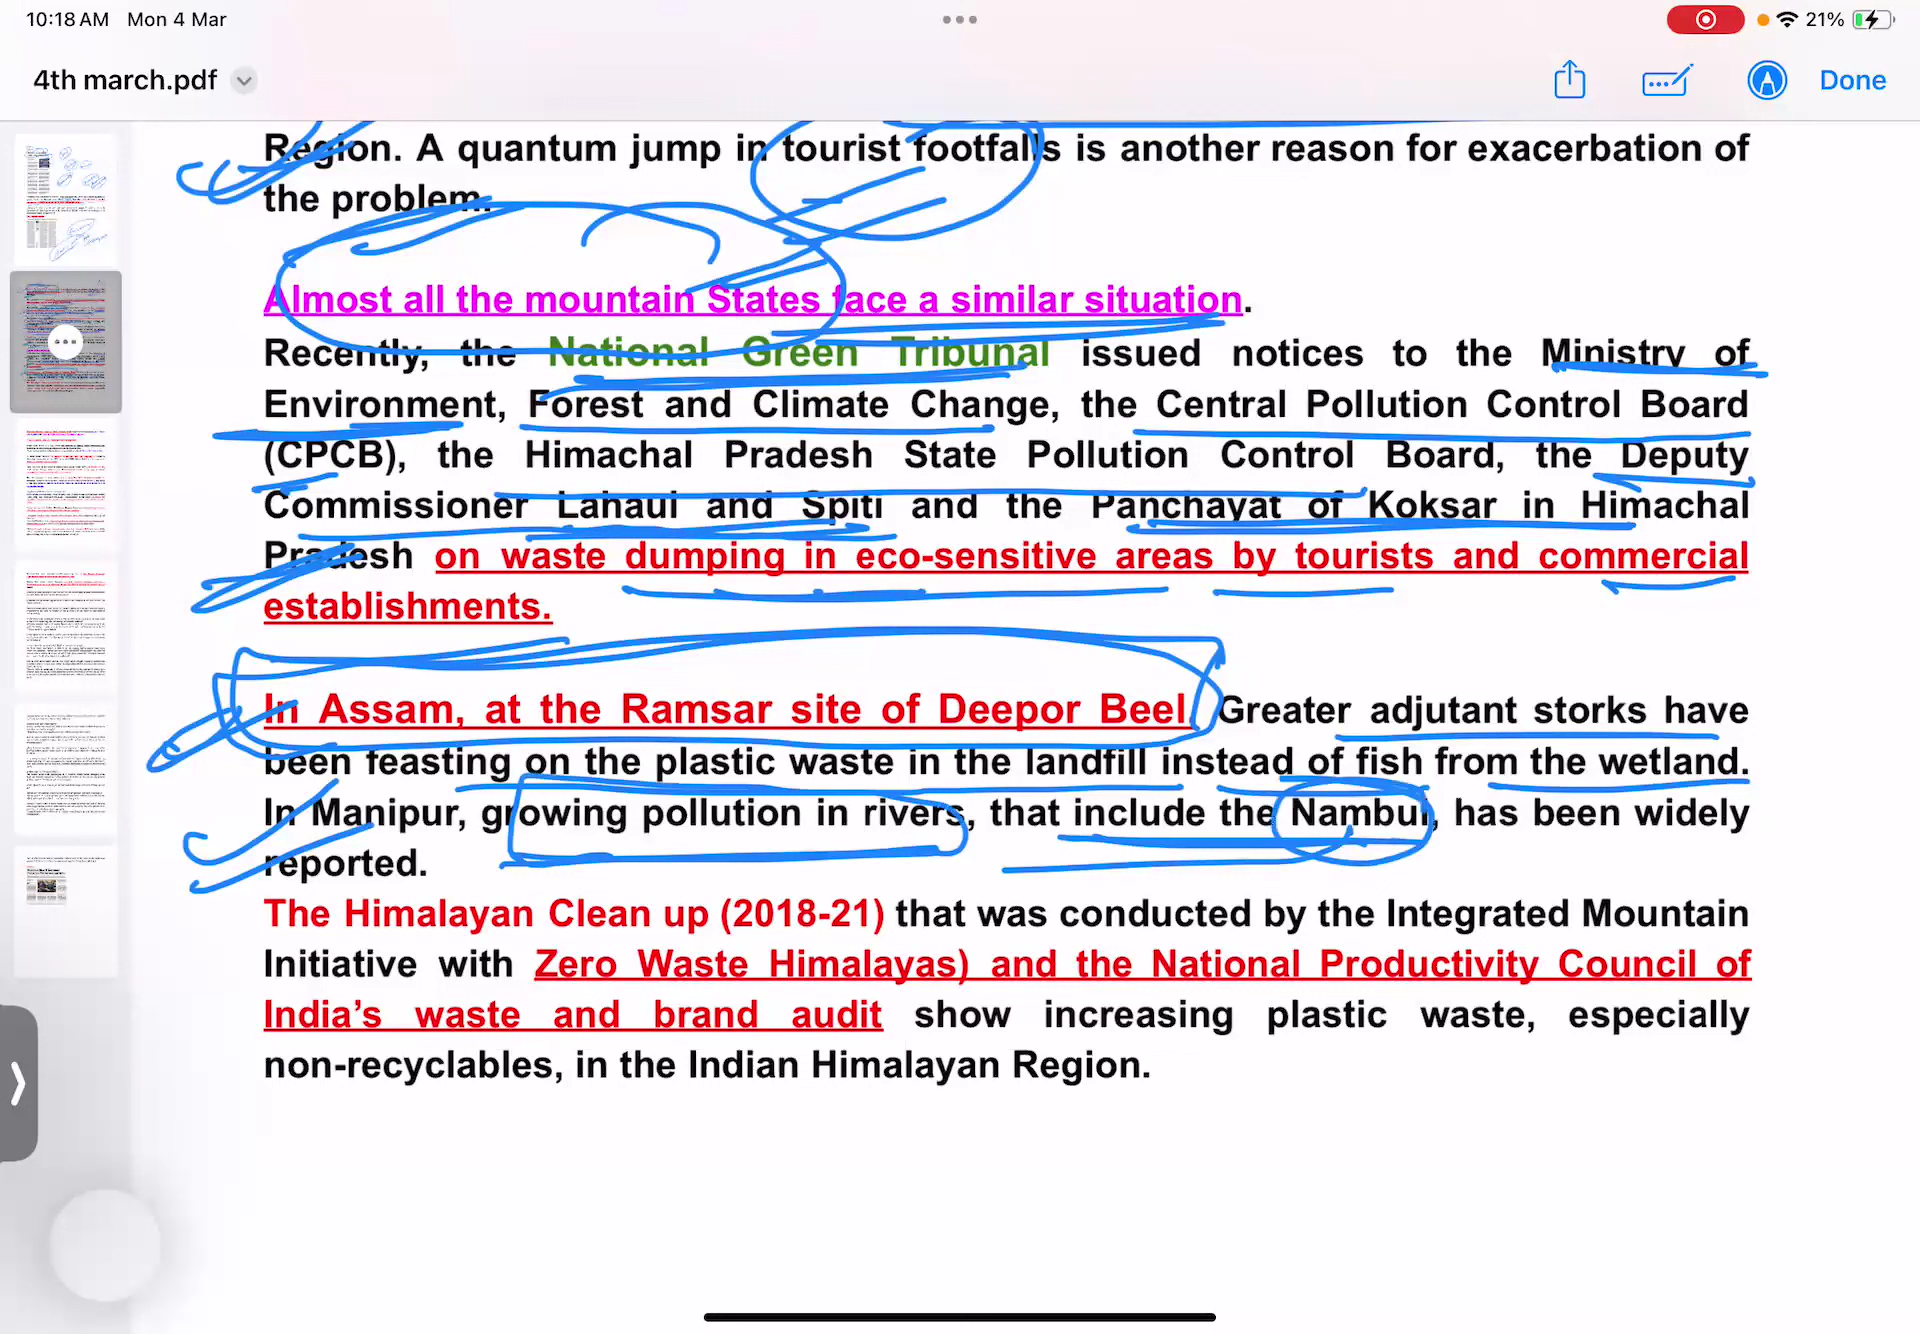 10:18 AM Mon 4 Mar
21%
4th march.pdf
Done
Region. A quantum jump in tourist footfalls is another reason for exacerbation of
the problem.
Almost all the mountain States face a similar situation.
Recently, the National Green Tribunal issued notices to the Ministry of
Environment, Forest and Climate Change, the Central Pollution Control Board
(CPCB), the Himachal Pradesh State Pollution Control Board, the Deputy
Commissioner Lahaul and Spiti and the Panchayat of Koksar in Himachal
Pradesh on waste dumping in eco-sensitive areas by tourists and commercial
establishments.
In Assam, at the Ramsar site of Deepor Beel, Greater adjutant storks have
been feasting on the plastic waste in the landfill instead of fish from the wetland.
In Manipur, growing pollution in rivers, that include the Nambul, has been widely
reported.
The Himalayan Clean up (2018-21) that was conducted by the Integrated Mountain
Initiative with Zero Waste Himalayas) and the National Productivity Council of
India’s waste and brand audit show increasing plastic waste, especially
non-recyclables, in the Indian Himalayan Region.